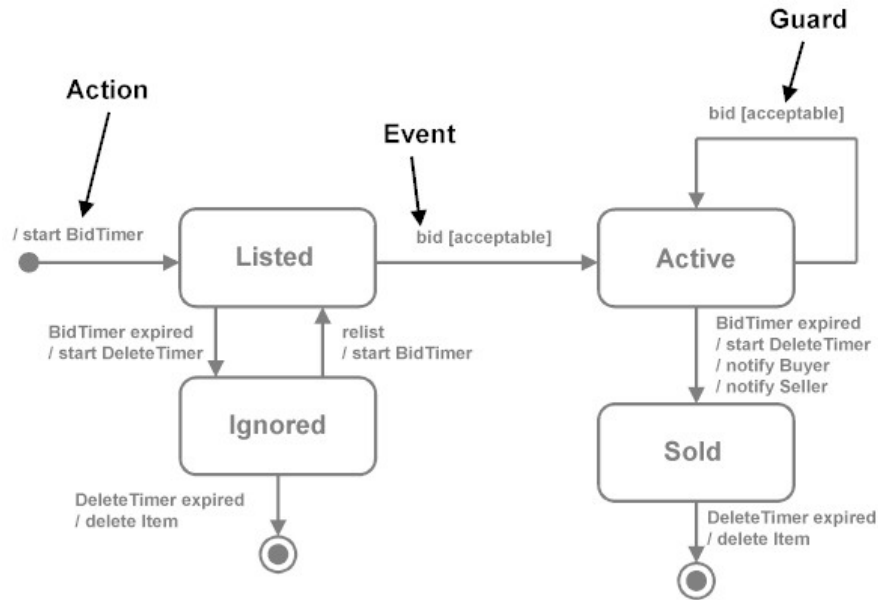 Guard
Action
bid [acceptable]
Event
/ start BidTimer
bid [acceptable]
Listed
Active
BidTimer expired
/ start DeleteTimer
relist
/ start BidTimer
BidTimer expired
/ start DeleteTimer
/ notify Buyer
/ notify Seller
Ignored
Sold
DeleteTimer expired
/ delete Item
DeleteTimer expired
/ delete Item